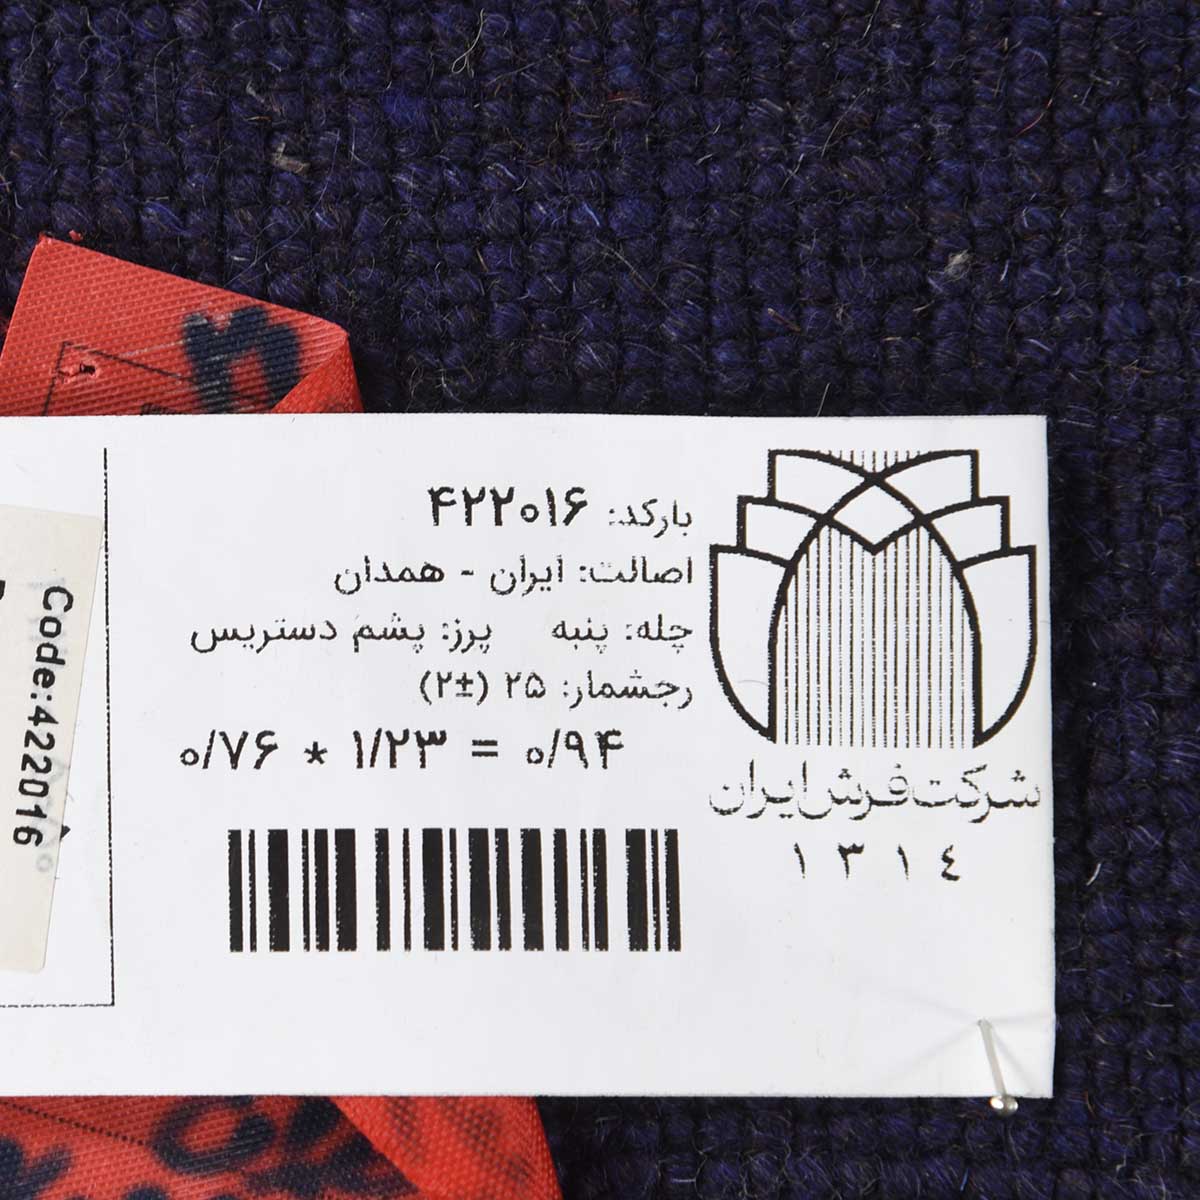 بارکد: ۴۲۲۰۱۶
اصالت: ایران - همدان
چله: پنبه پرز: پشم دستریس
رجشمار: ۲۵ (±۲)
۰/۷۶ * ۱/۲۳ = ۰/۹۴
شرکت فرش ایران
۱۳۱٤
Code:422016